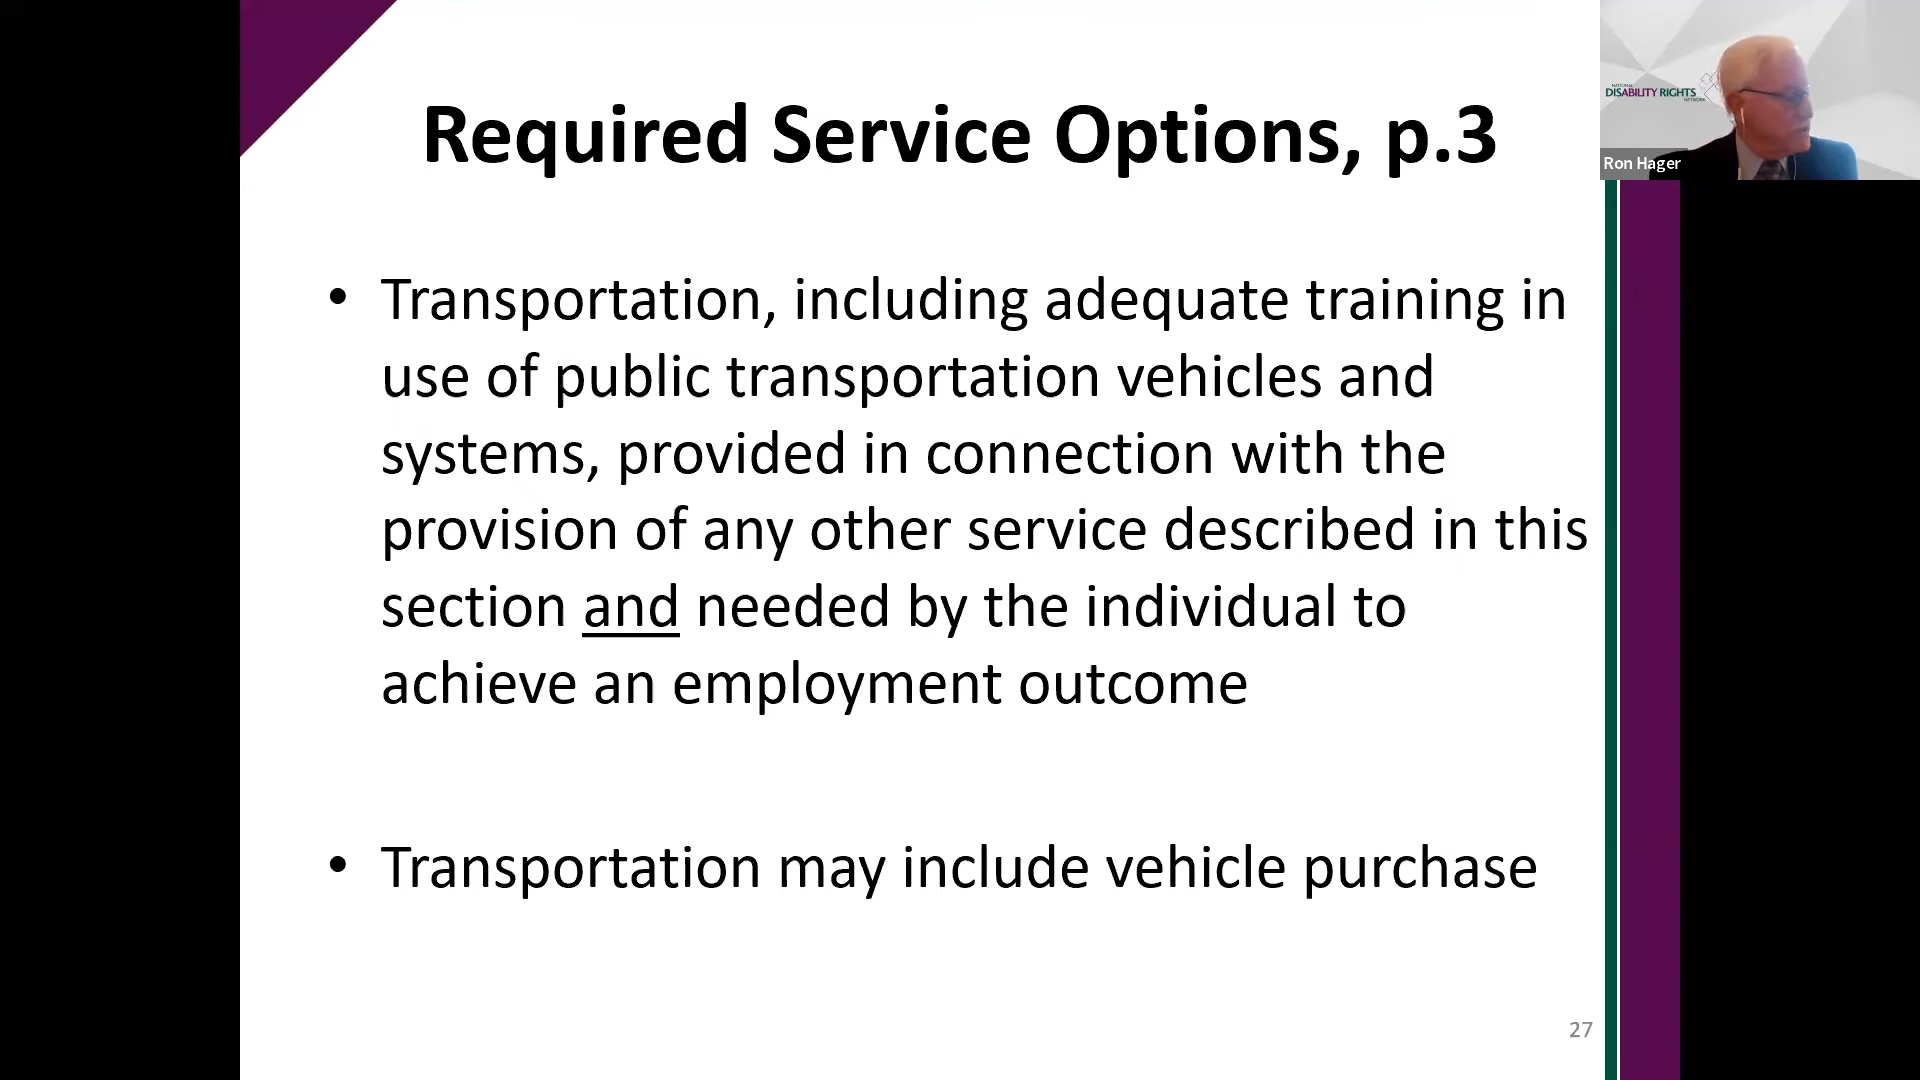 Required Service Options, p.3
NATIONAL
DISABILITY RIGHTS
NETWORK
Ron Hager
• Transportation, including adequate training in
use of public transportation vehicles and
systems, provided in connection with the
provision of any other service described in this
section and needed by the individual to
achieve an employment outcome
• Transportation may include vehicle purchase
27